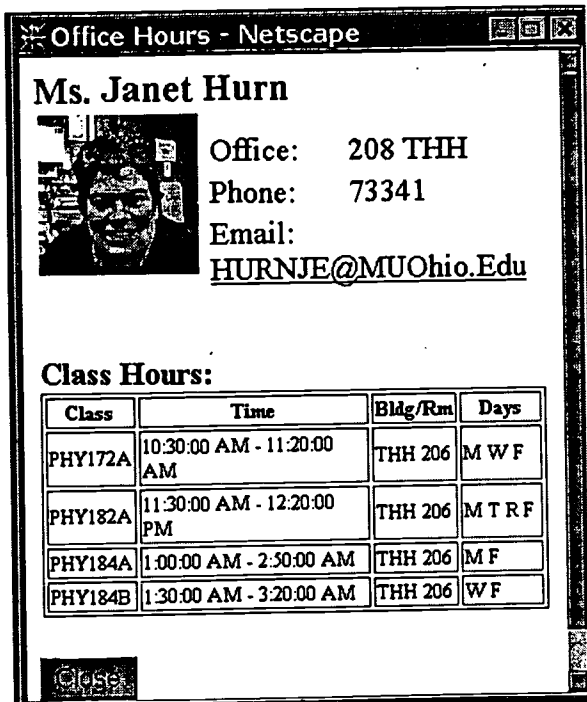 Office Hours - Netscape
Ms. Janet Hurn
Office: 208 THH
Phone: 73341
Email:
HURNJE@MUOhio.Edu
Class Hours:
Class Time Bldg/Rm Days
PHY172A 10:30:00 AM - 11:20:00 AM THH 206 M W F
PHY182A 11:30:00 AM - 12:20:00 PM THH 206 M T R F
PHY184A 1:00:00 AM - 2:50:00 AM THH 206 M F
PHY184B 1:30:00 AM - 3:20:00 AM THH 206 W F
Close